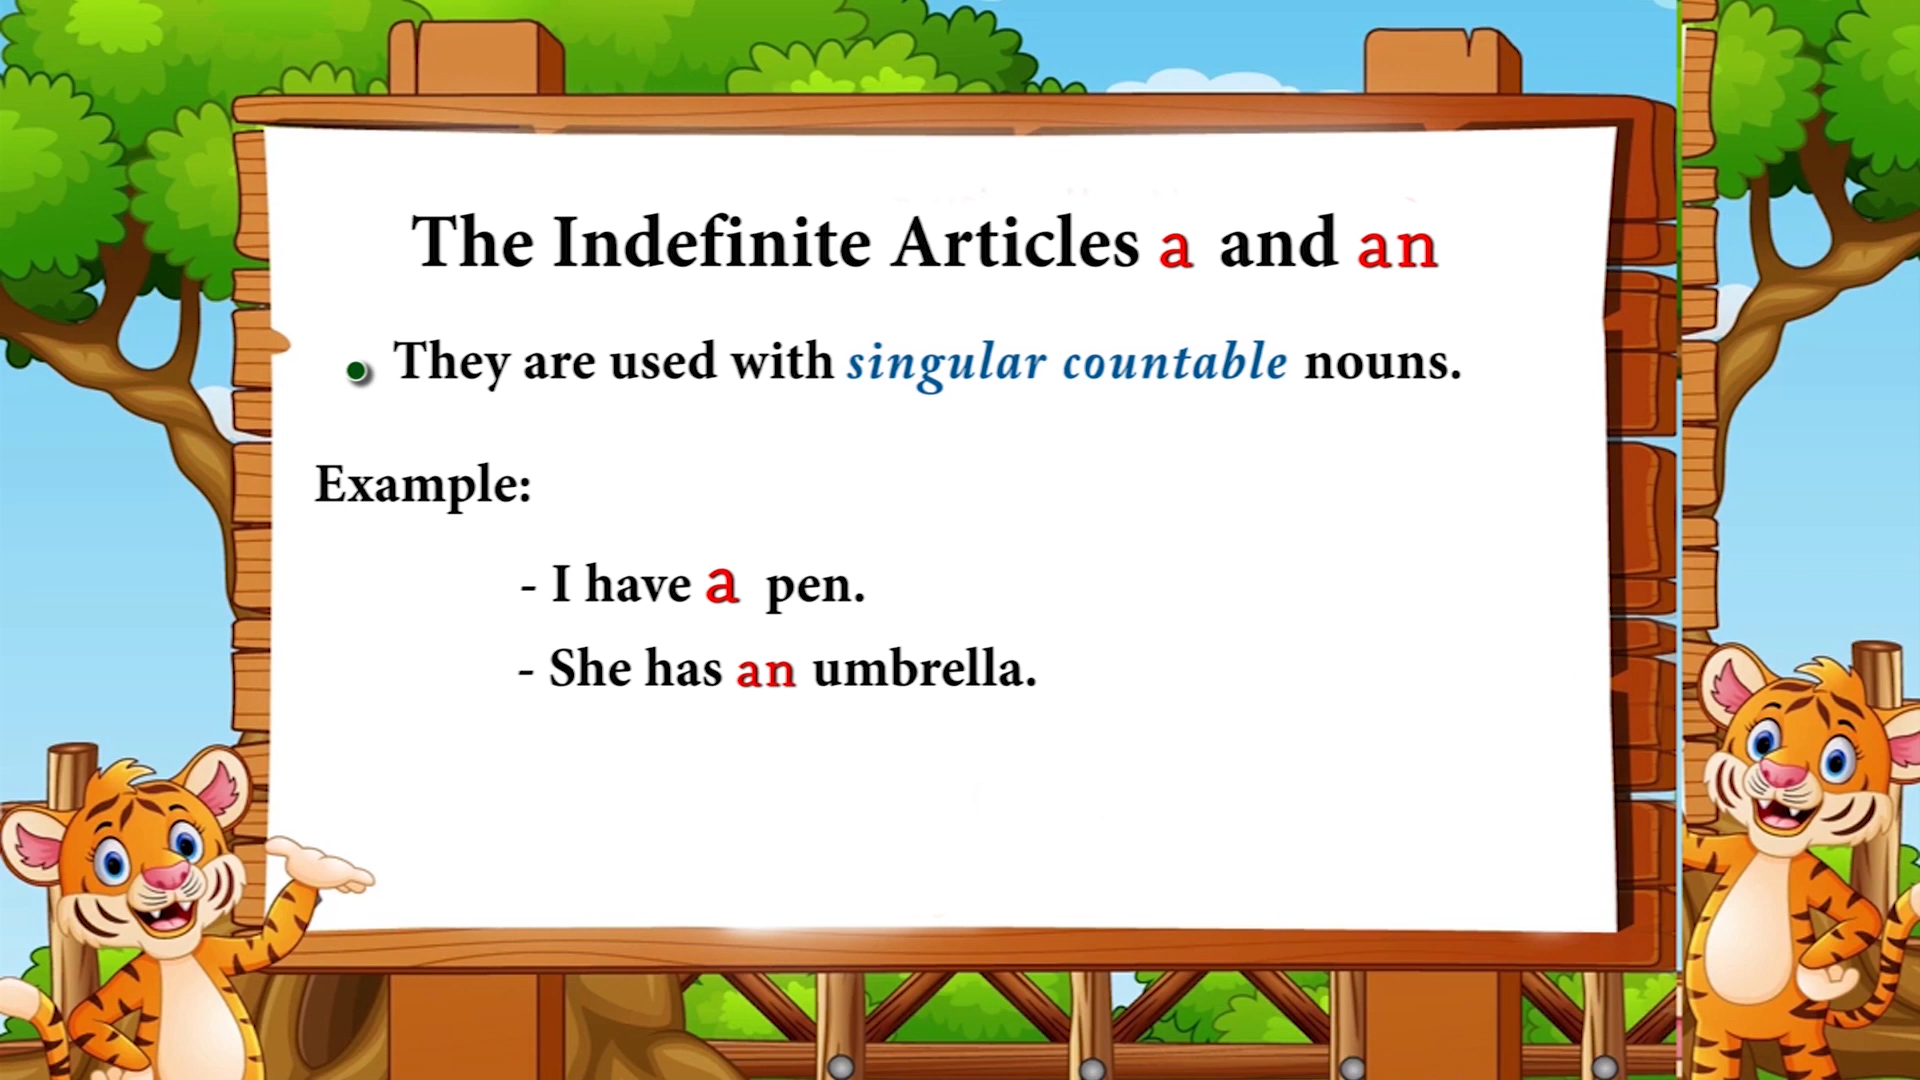 The Indefinite Articles a and an
• They are used with singular countable nouns.
Example:
- I have a pen.
- She has an umbrella.